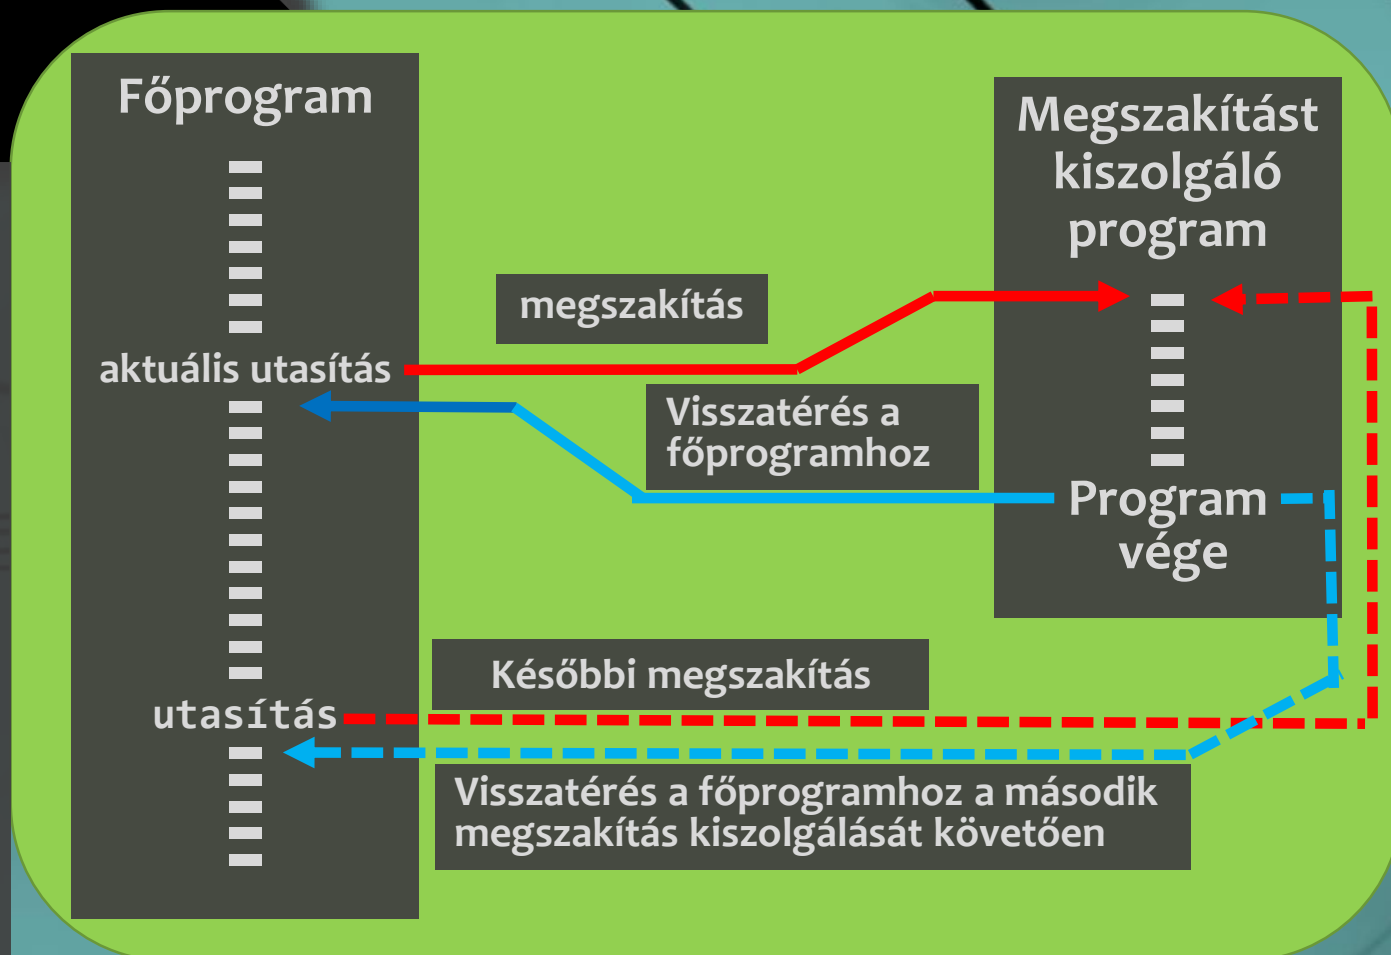 Főprogram
Megszakítást
kiszolgáló
program
megszakítás
aktuális utasítás
Visszatérés a
főprogramhoz
Program
vége
Későbbi megszakítás
utasítás
Visszatérés a főprogramhoz a második
megszakítás kiszolgálását követően